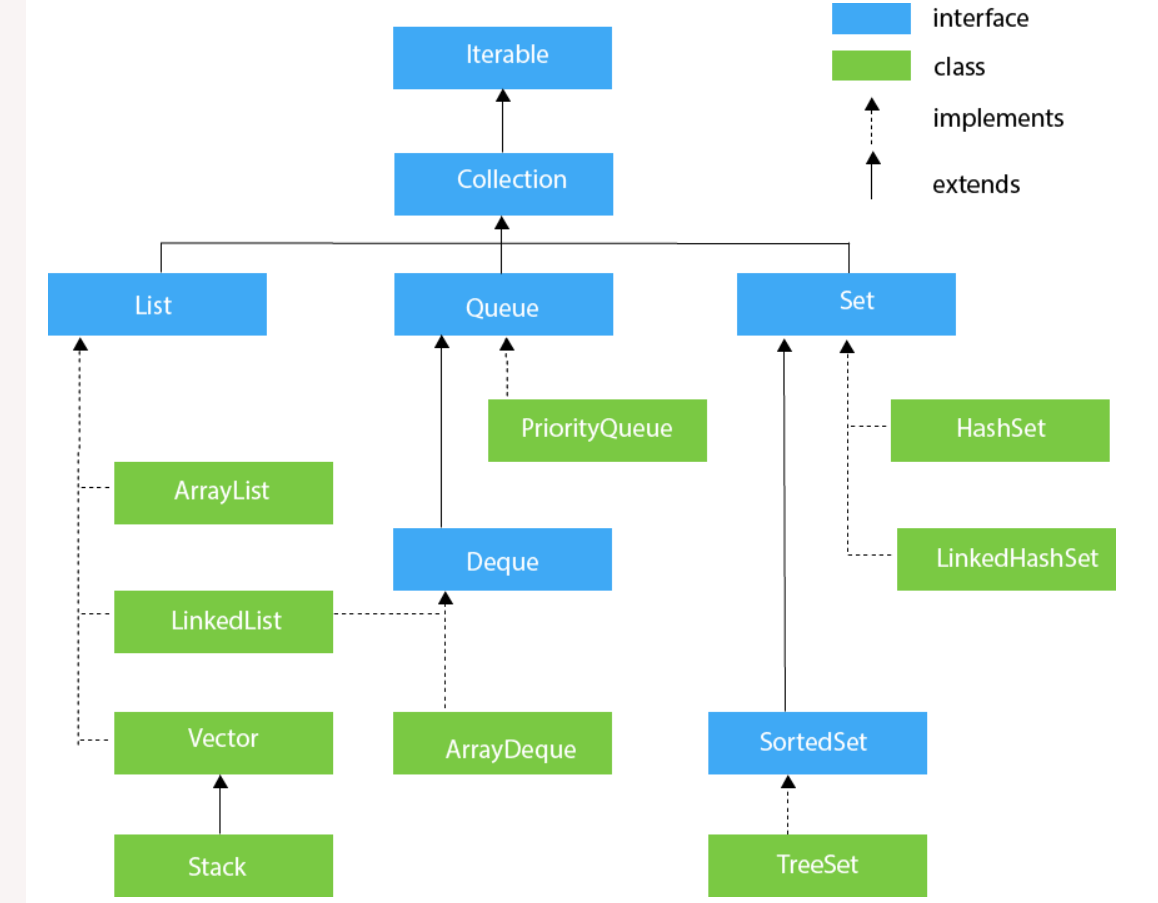 interface
Iterable
class
implements
Collection
extends
List
Queue
Set
PriorityQueue
HashSet
ArrayList
Deque
LinkedHashSet
LinkedList
Vector
ArrayDeque
SortedSet
Stack
TreeSet